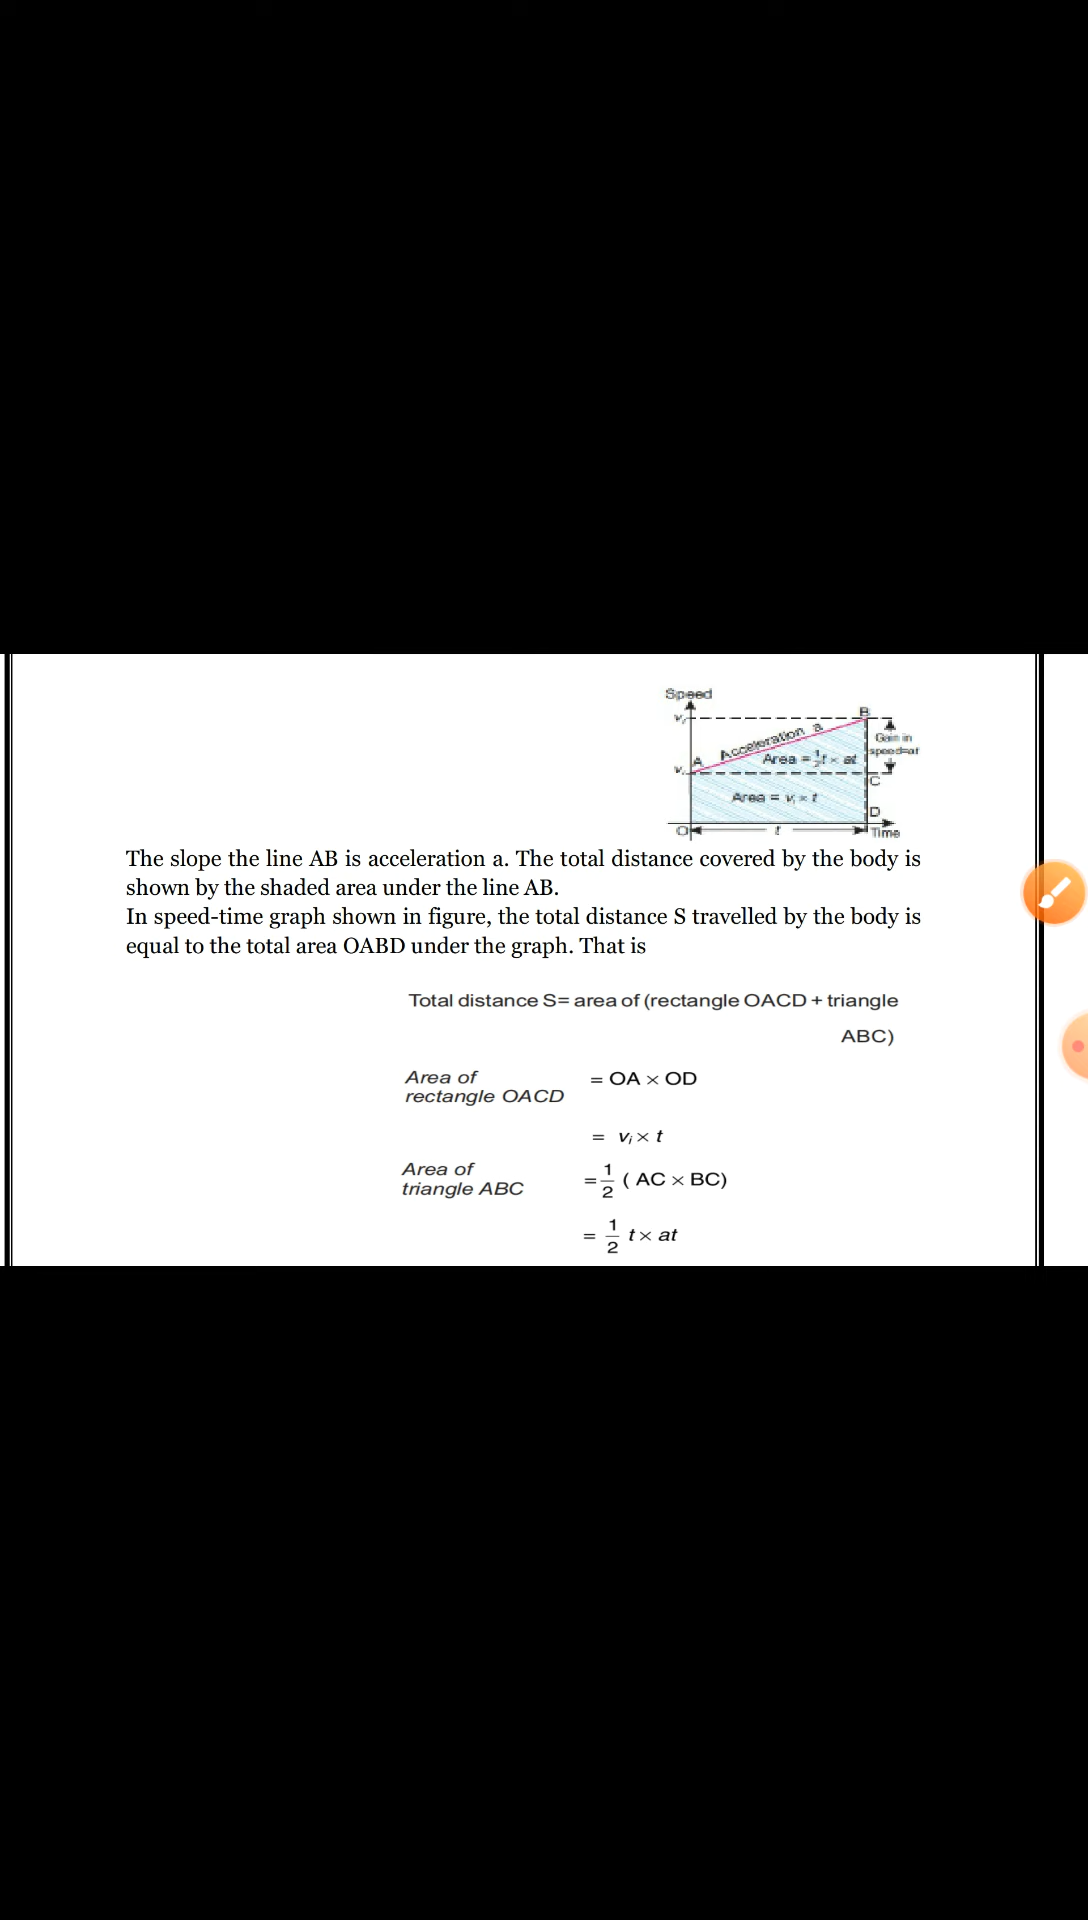 Speed
B
v
Acceleration a
Gain in
speed=at
A
Area = ½t × at
v
C
Area = vᵢ × t
D
O
t
Time
The slope the line AB is acceleration a. The total distance covered by the body is
shown by the shaded area under the line AB.
In speed-time graph shown in figure, the total distance S travelled by the body is
equal to the total area OABD under the graph. That is
Total distance S= area of (rectangle OACD + triangle
ABC)
Area of
rectangle OACD = OA × OD
= vᵢ × t
Area of
triangle ABC = 1/2 ( AC × BC)
= 1/2 t × at